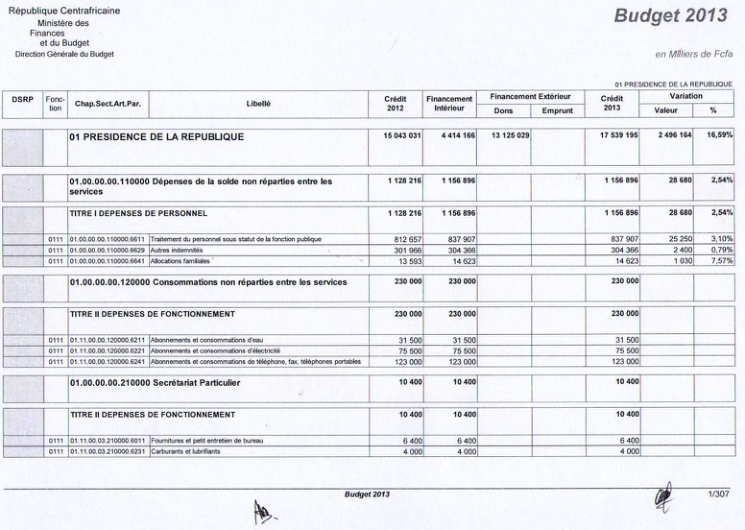 République Centrafricaine
Ministère des
Finances
et du Budget
Direction Générale du Budget
Budget 2013
en Milliers de Fcfa
01 PRESIDENCE DE LA REPUBLIQUE
DSRP Fonc-tion Chap.Sect.Art.Par. Libellé Crédit 2012 Financement Intérieur Financement Extérieur Dons Emprunt Crédit 2013 Variation Valeur %
01 PRESIDENCE DE LA REPUBLIQUE 15 043 031 4 414 166 13 125 029 17 539 195 2 496 164 16,59%
01.00.00.00.110000 Dépenses de la solde non réparties entre les services 1 128 216 1 156 896 1 156 896 28 680 2,54%
TITRE I DEPENSES DE PERSONNEL 1 128 216 1 156 896 1 156 896 28 680 2,54%
0111 01.00.00.00.110000.6611 Traitement du personnel sous statut de la fonction publique 812 657 837 907 837 907 25 250 3,10%
0111 01.00.00.00.110000.6629 Autres indemnités 301 966 304 366 304 366 2 400 0,79%
0111 01.00.00.00.110000.6641 Allocations familiales 13 593 14 623 14 623 1 030 7,57%
01.00.00.00.120000 Consommations non réparties entre les services 230 000 230 000 230 000
TITRE II DEPENSES DE FONCTIONNEMENT 230 000 230 000 230 000
0111 01.11.00.00.120000.6211 Abonnements et consommations d'eau 31 500 31 500 31 500
0111 01.11.00.00.120000.6221 Abonnements et consommations d'électricité 75 500 75 500 75 500
0111 01.11.00.00.120000.6241 Abonnements et consommations de téléphone, fax, téléphones portables 123 000 123 000 123 000
01.00.00.00.210000 Secrétariat Particulier 10 400 10 400 10 400
TITRE II DEPENSES DE FONCTIONNEMENT 10 400 10 400 10 400
0111 01.11.00.03.210000.6011 Fournitures et petit entretien de bureau 6 400 6 400 6 400
0111 01.11.00.03.210000.6231 Carburants et lubrifiants 4 000 4 000 4 000
Budget 2013
1/307